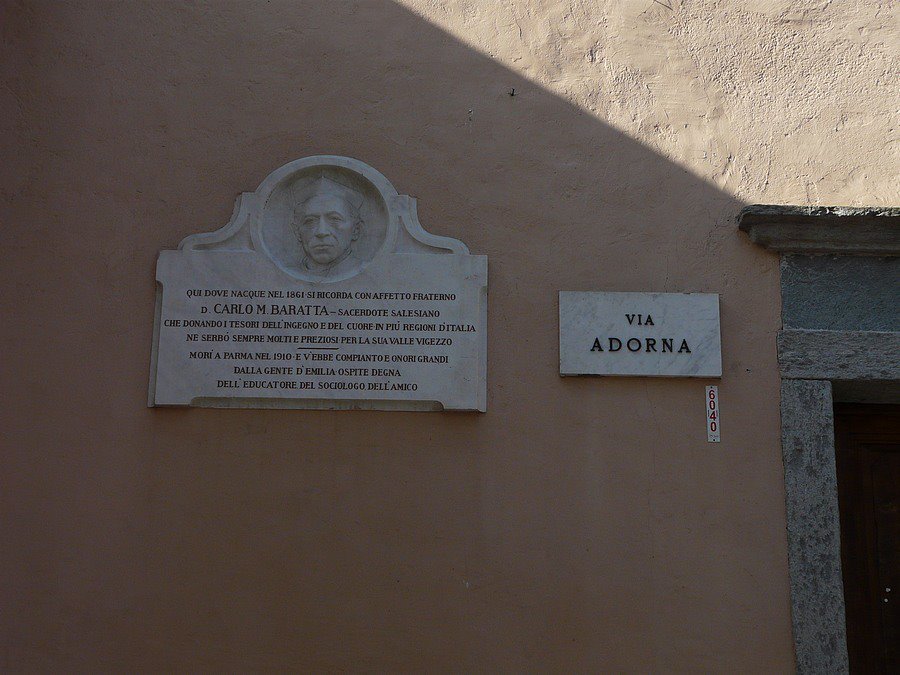 QUI DOVE NACQUE NEL 1861 SI RICORDA CON AFFETTO FRATERNO
D. CARLO M. BARATTA - SACERDOTE SALESIANO
CHE DONANDO I TESORI DELL'INGEGNO E DEL CUORE IN PIÚ REGIONI D'ITALIA
NE SERBÒ SEMPRE MOLTI E PREZIOSI PER LA SUA VALLE VIGEZZO
MORÌ A PARMA NEL 1910 - E V'EBBE COMPIANTO E ONORI GRANDI
DALLA GENTE D'EMILIA OSPITE DEGNA
DELL'EDUCATORE DEL SOCIOLOGO DELL'AMICO
VIA
ADORNA
6040